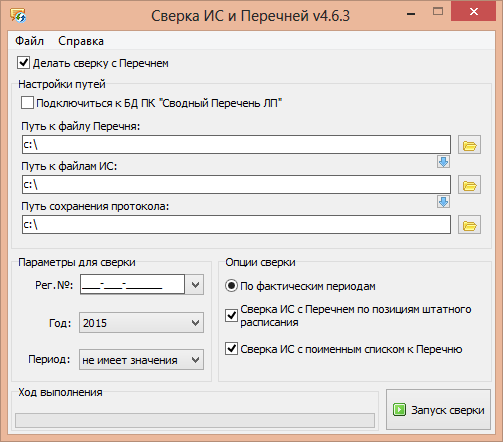 Сверка ИС и Перечней v4.6.3
Файл Справка
Делать сверку с Перечнем
Настройки путей
Подключиться к БД ПК "Сводный Перечень ЛП"
Путь к файлу Перечня:
c:\
Путь к файлам ИС:
c:\
Путь сохранения протокола:
c:\
Параметры для сверки
Рег.№: ___-___-______
Год: 2015
Период: не имеет значения
Опции сверки
По фактическим периодам
Сверка ИС с Перечнем по позициям штатного
расписания
Сверка ИС с поименным списком к Перечню
Ход выполнения
Запуск сверки